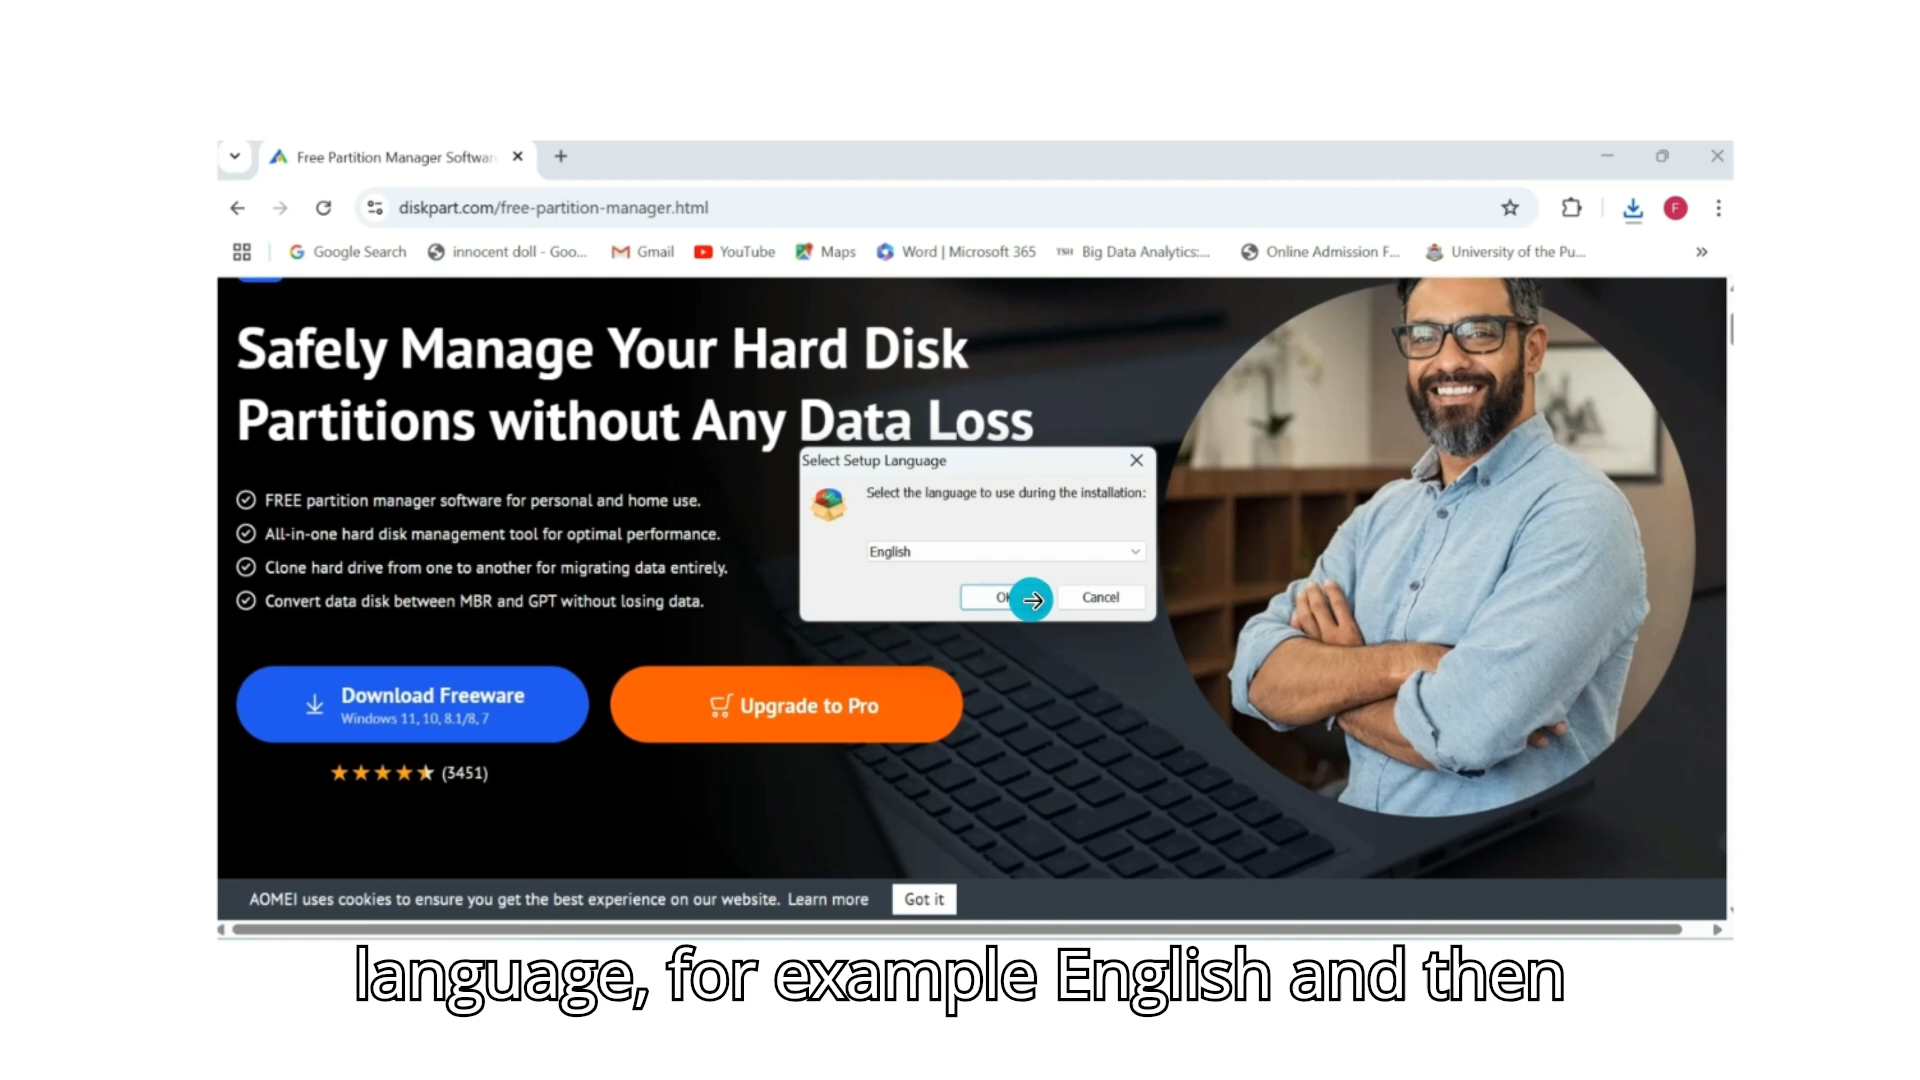 Free Partition Manager Softwar
diskpart.com/free-partition-manager.html
Google Search
innocent doll - Goo...
Gmail
YouTube
Maps
Word | Microsoft 365
TSH
Big Data Analytics:...
Online Admission F...
University of the Pu...
F
Safely Manage Your Hard Disk
Partitions without Any Data Loss
FREE partition manager software for personal and home use.
All-in-one hard disk management tool for optimal performance.
Clone hard drive from one to another for migrating data entirely.
Convert data disk between MBR and GPT without losing data.
Select Setup Language
Select the language to use during the installation:
English
OK
Cancel
Download Freeware
Windows 11, 10, 8.1/8, 7
Upgrade to Pro
(3451)
AOMEI uses cookies to ensure you get the best experience on our website. Learn more
Got it
language, for example English and then